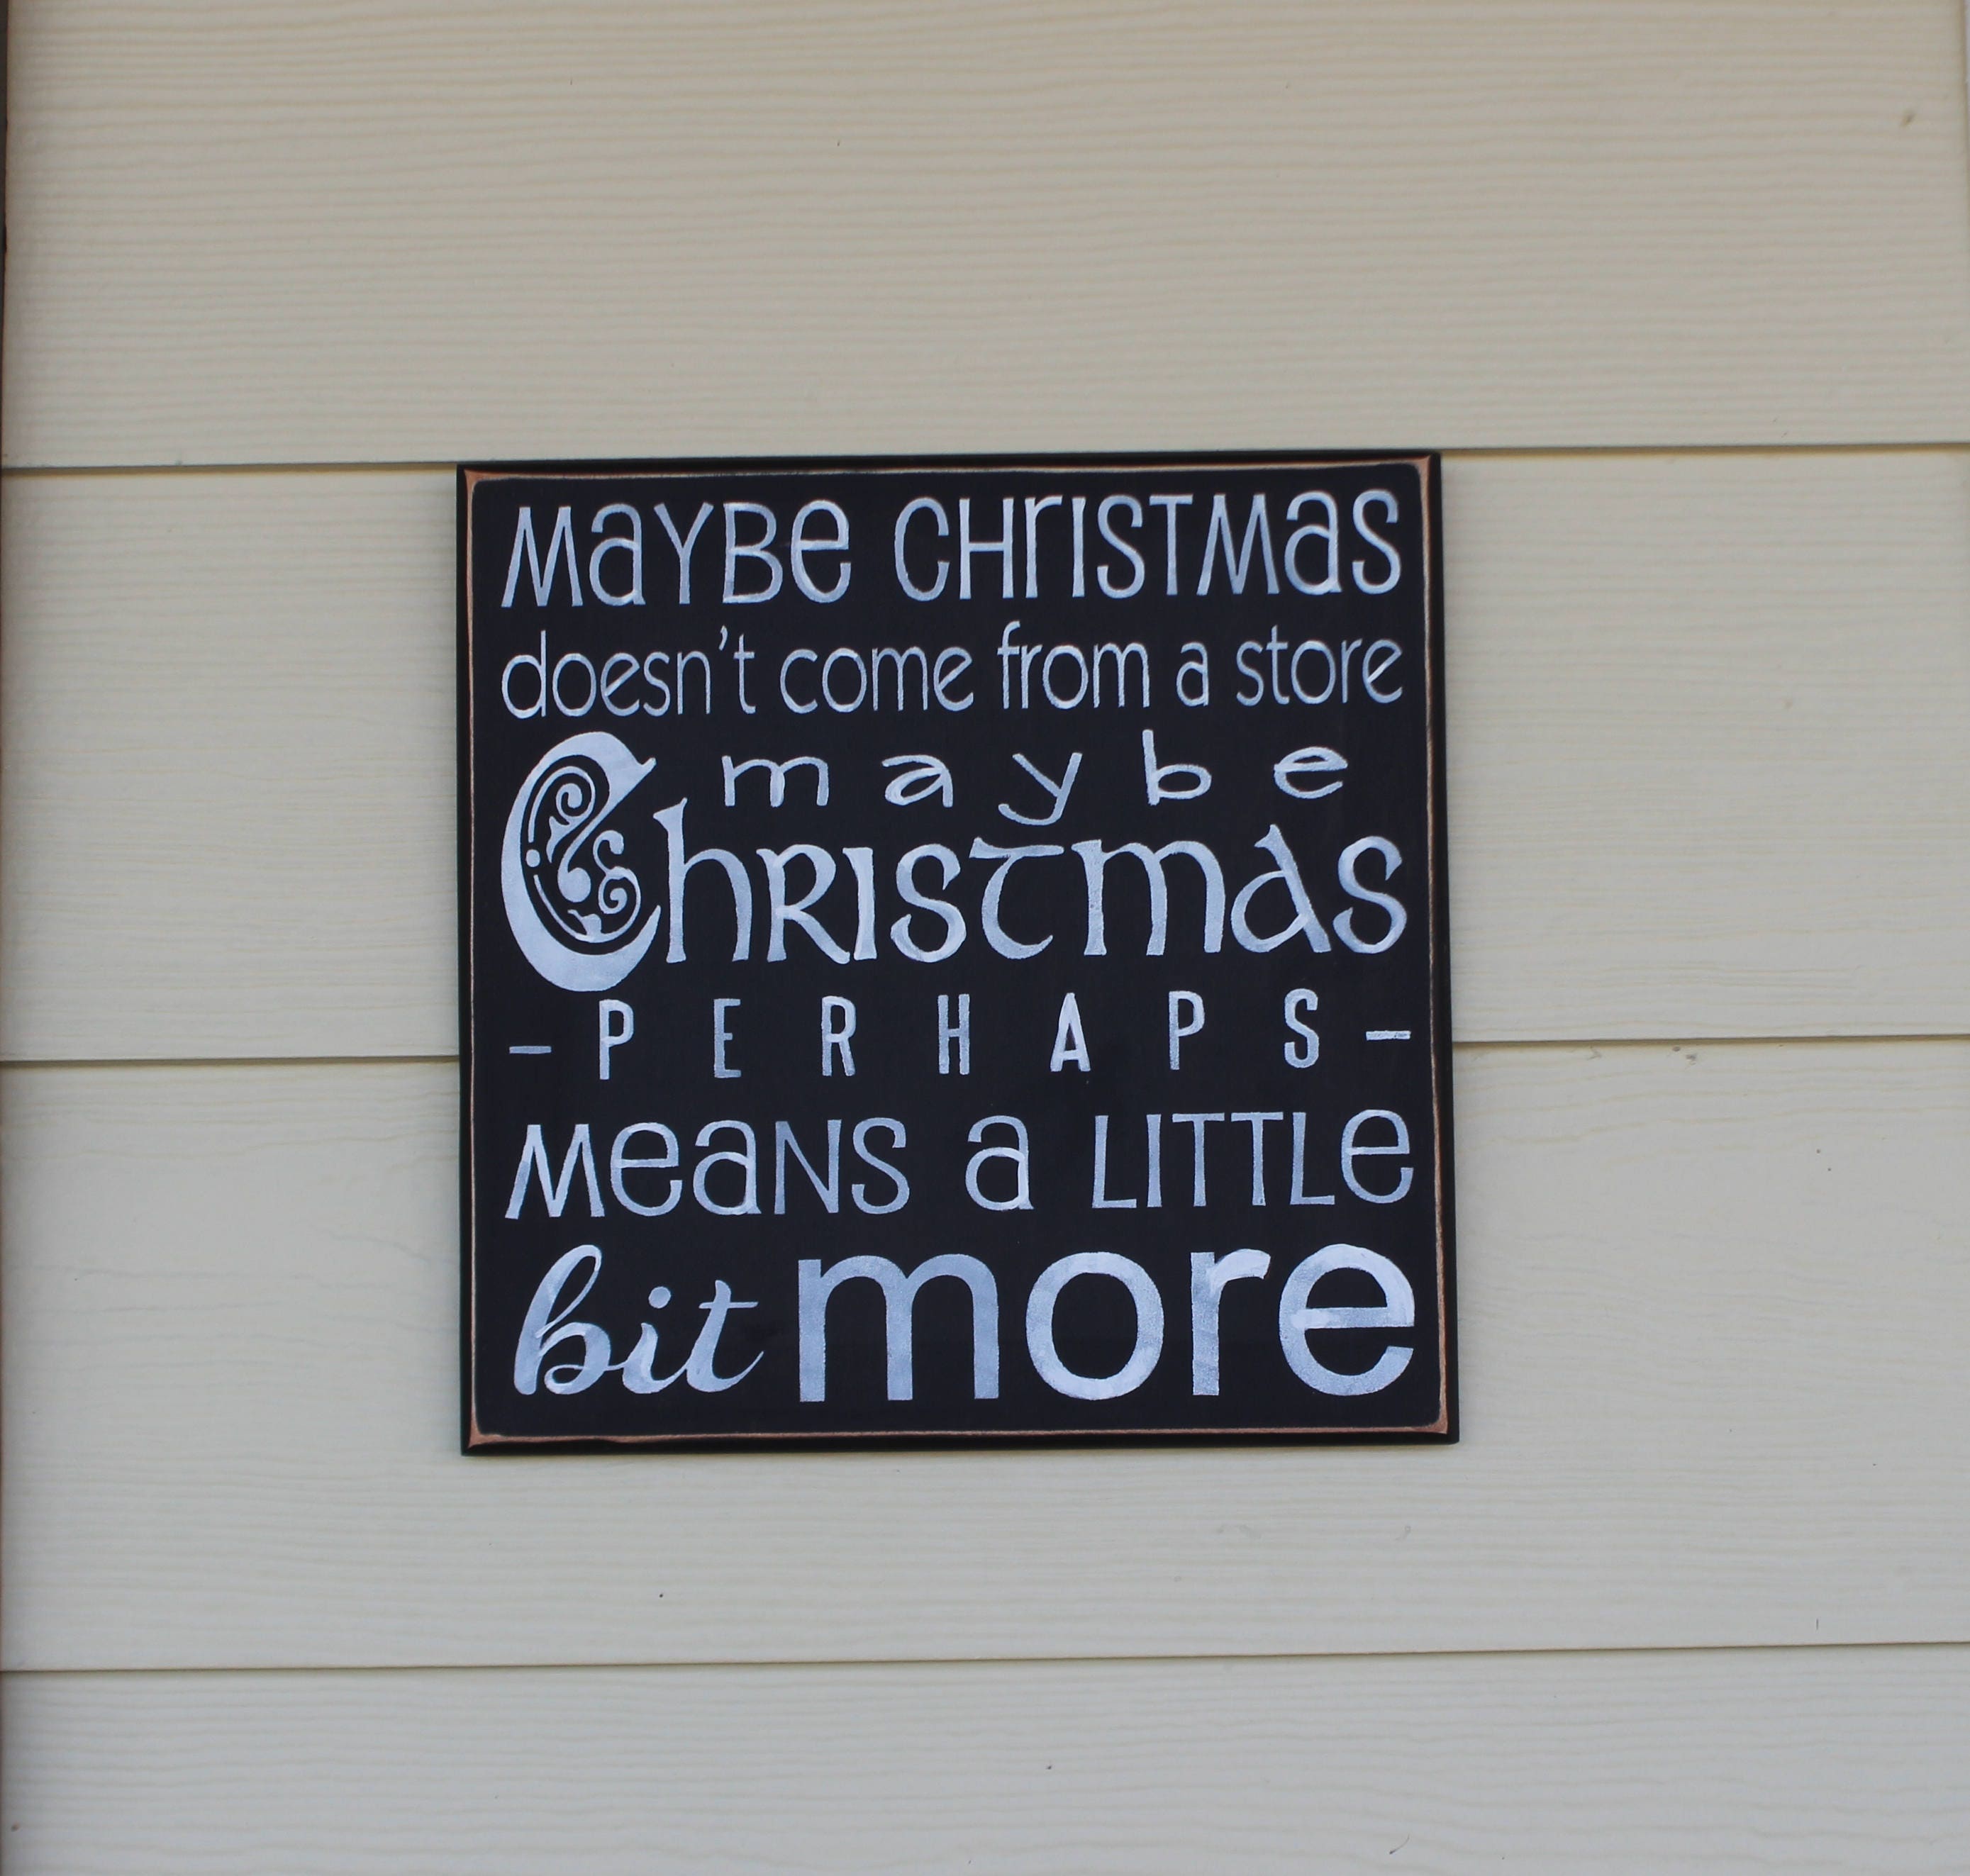 MaYBe CHrISTMas
doesn't come from a store
maybe
Christmas
- PERHAPS -
MeaNS a LITTLe
bit more